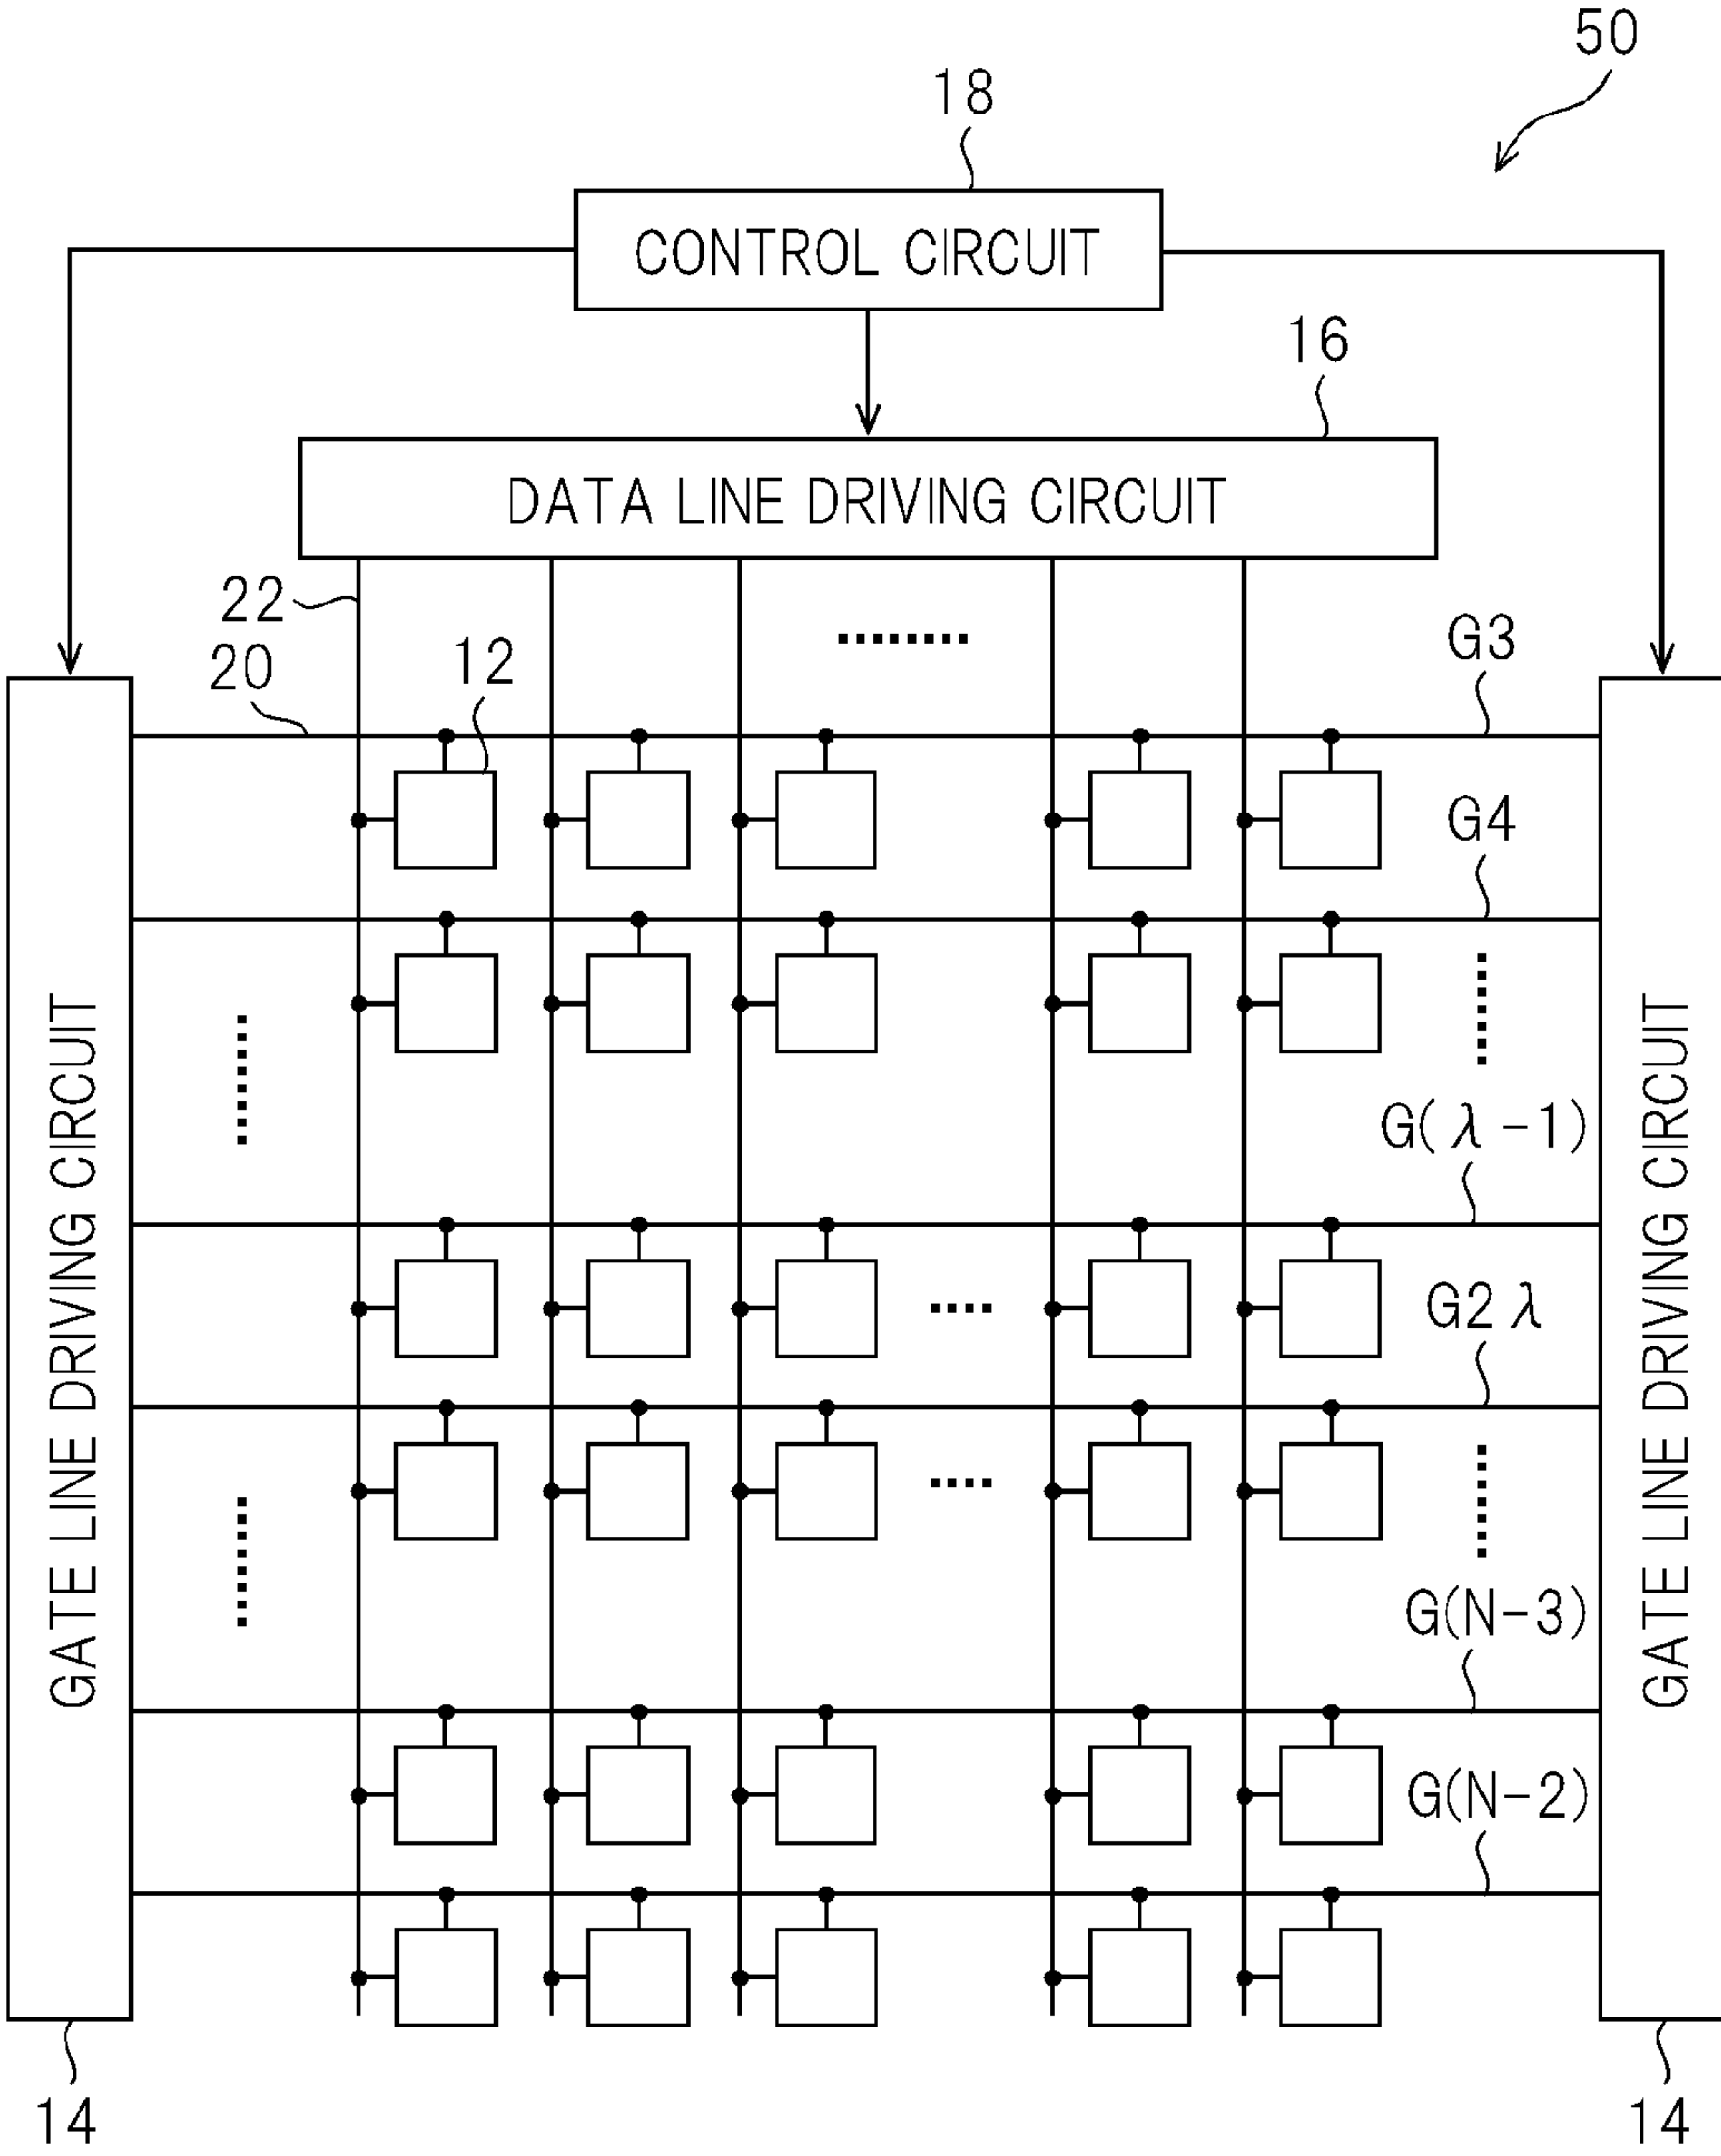 50
18
CONTROL CIRCUIT
16
DATA LINE DRIVING CIRCUIT
22
20
12
G3
G4
G(λ-1)
G2λ
G(N-3)
G(N-2)
GATE LINE DRIVING CIRCUIT
GATE LINE DRIVING CIRCUIT
14
14